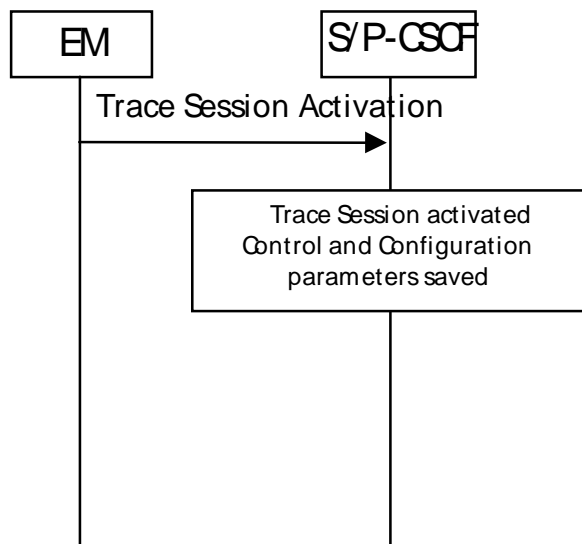 EM
S/P-CSCF
Trace Session Activation
Trace Session activated
Control and Configuration
parameters saved